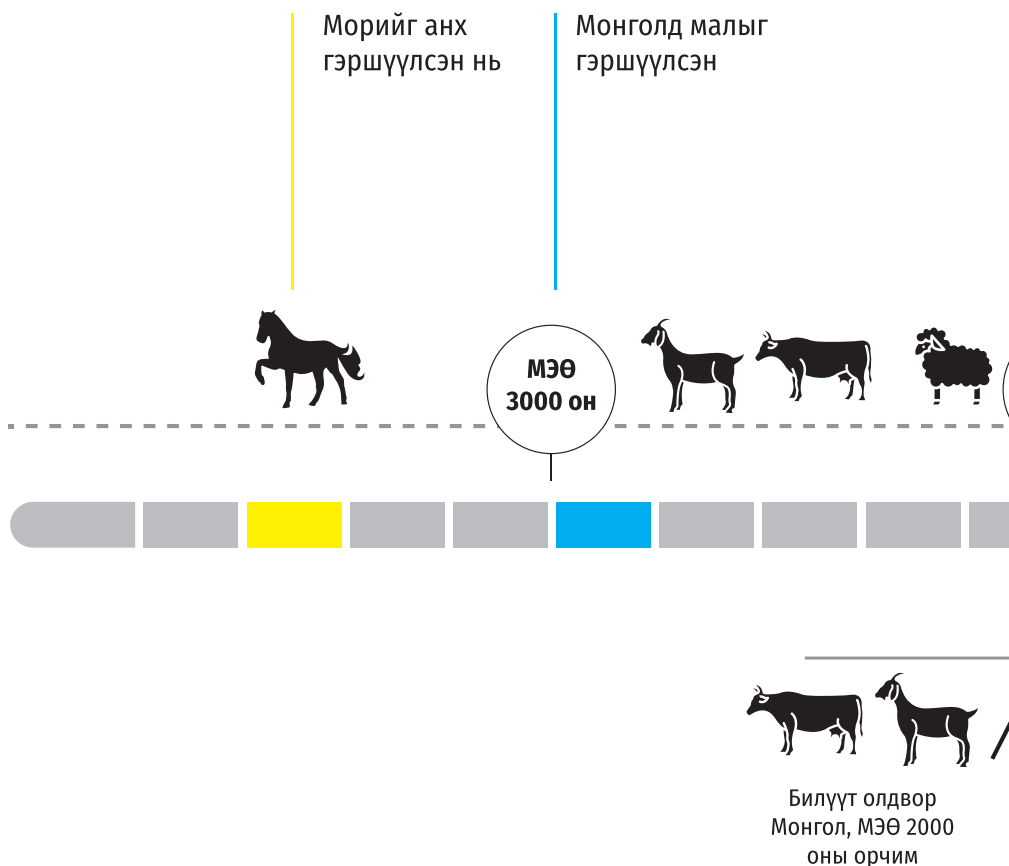 Морийг анх
гэршүүлсэн нь
Монголд малыг
гэршүүлсэн
МЭӨ
3000 он
Билүүт олдвор
Монгол, МЭӨ 2000
оны орчим